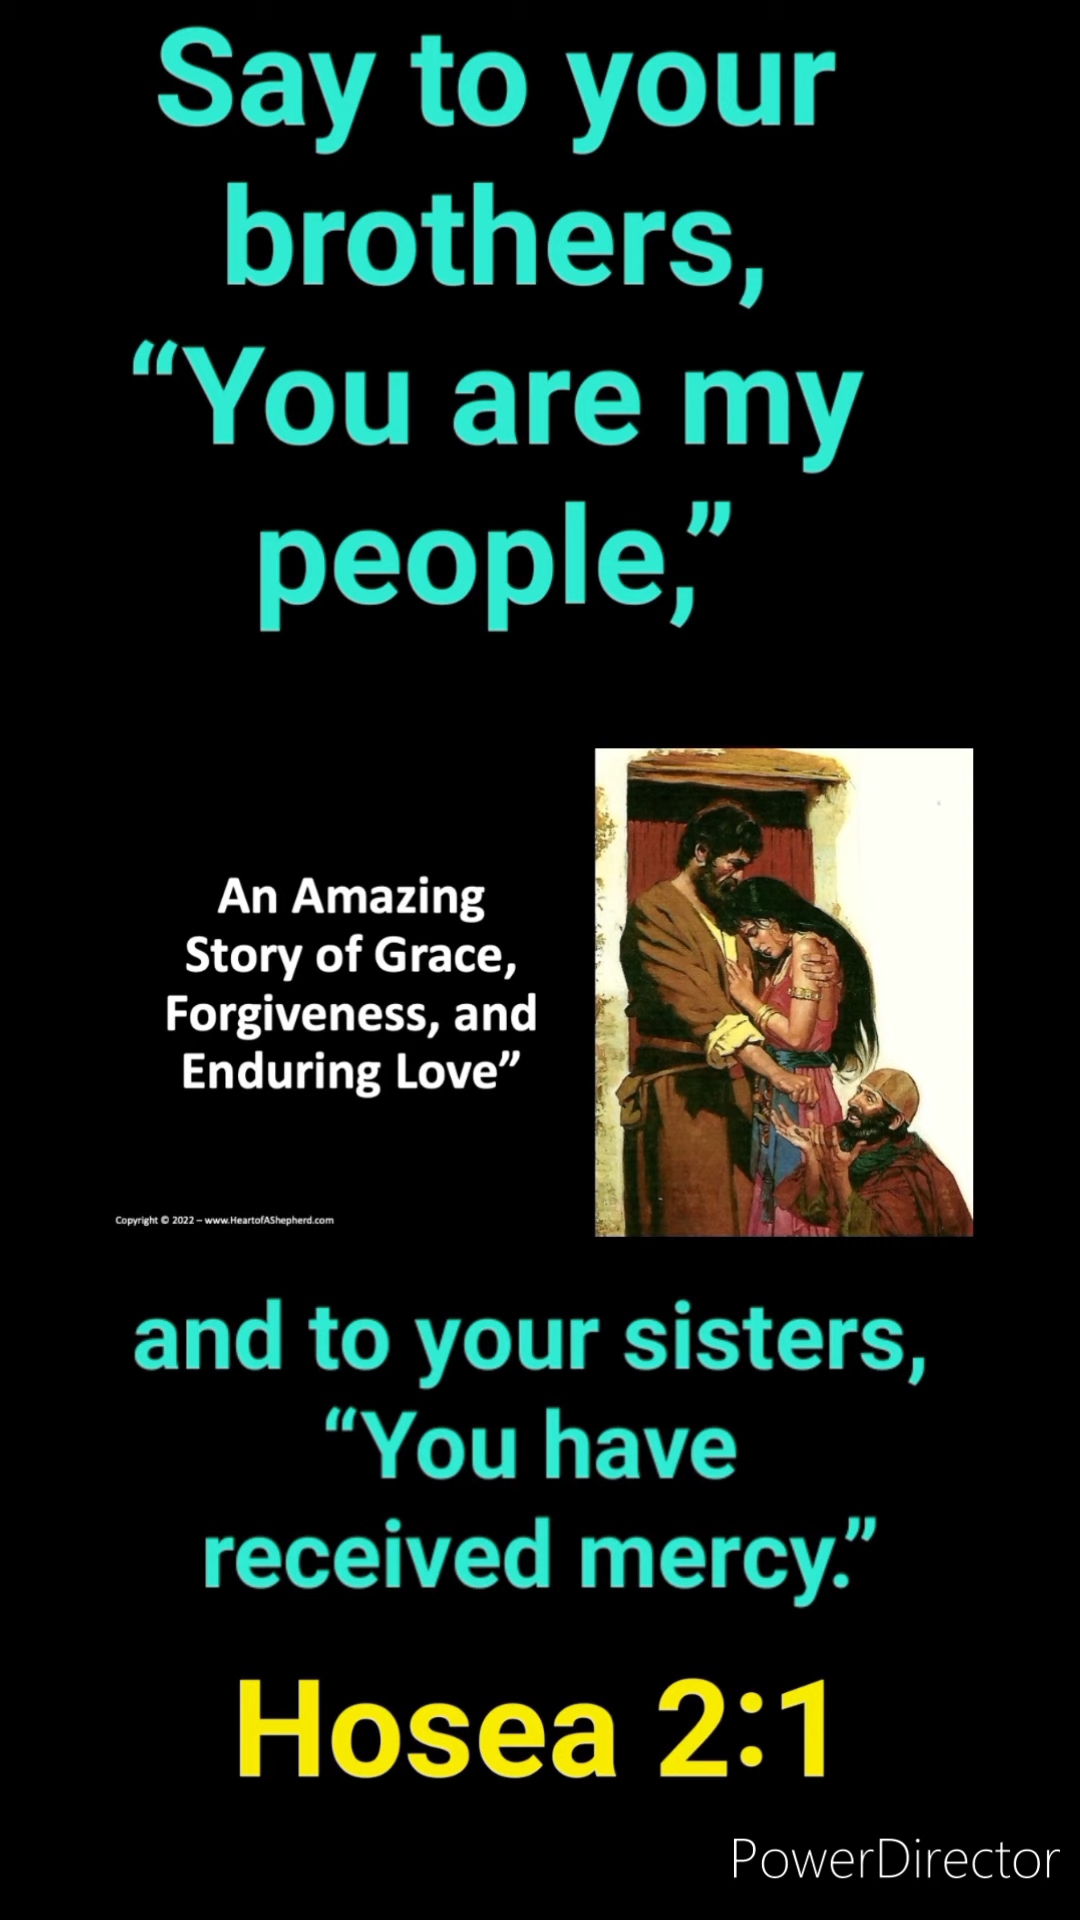 Say to your
brothers,
“You are my
people,”
An Amazing
Story of Grace,
Forgiveness, and
Enduring Love”
Copyright © 2022 – www.HeartofAShepherd.com
and to your sisters,
“You have
received mercy.”
Hosea 2:1
PowerDirector